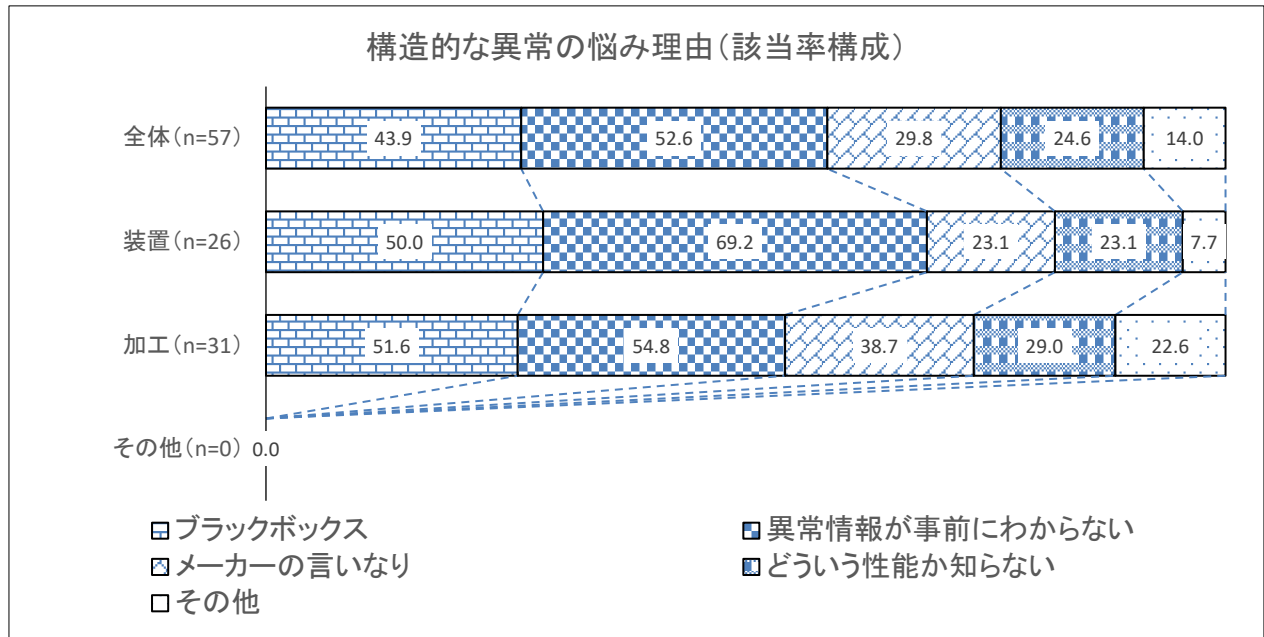 構造的な異常の悩み理由（該当率構成）
全体（n=57） 43.9 52.6 29.8 24.6 14.0
装置（n=26） 50.0 69.2 23.1 23.1 7.7
加工（n=31） 51.6 54.8 38.7 29.0 22.6
その他（n=0） 0.0
ブラックボックス 異常情報が事前にわからない
メーカーの言いなり どういう性能か知らない
その他